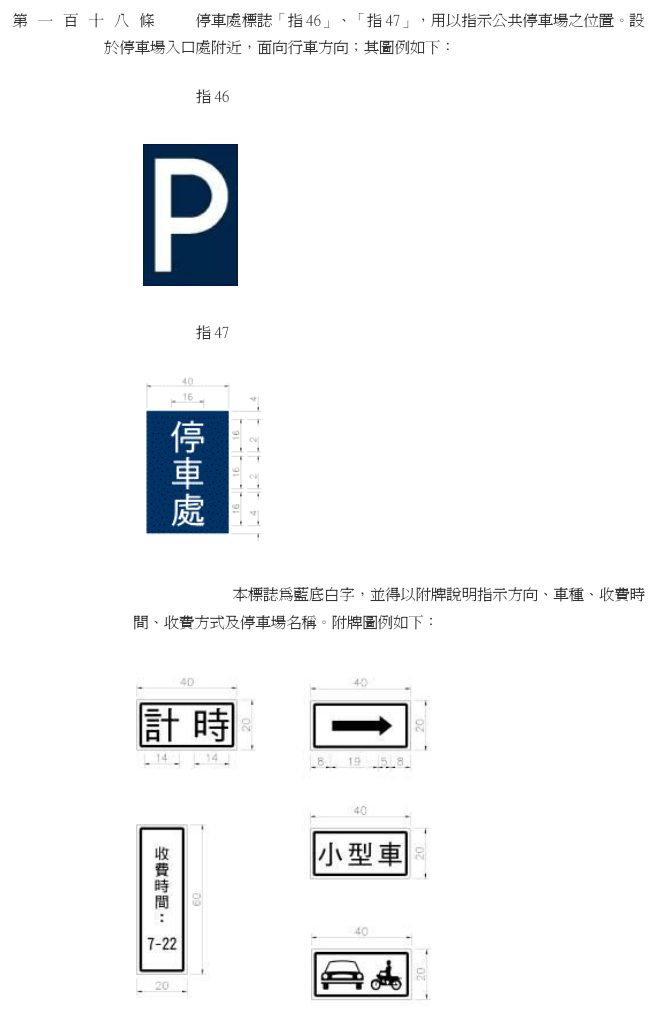 第一百十八條 停車處標誌「指46」、「指47」，用以指示公共停車場之位置。設
於停車場入口處附近，面向行車方向；其圖例如下：
指46
P
指47
40
16
4
停
車
處
16
2
16
2
16
4
本標誌爲藍底白字，並得以附牌說明指示方向、車種、收費時
間、收費方式及停車場名稱。附牌圖例如下：
40
計時
20
14 14
40
20
8 19 5 8
收
費
時
間
：
7-22
60
20
40
小型車
20
40
20